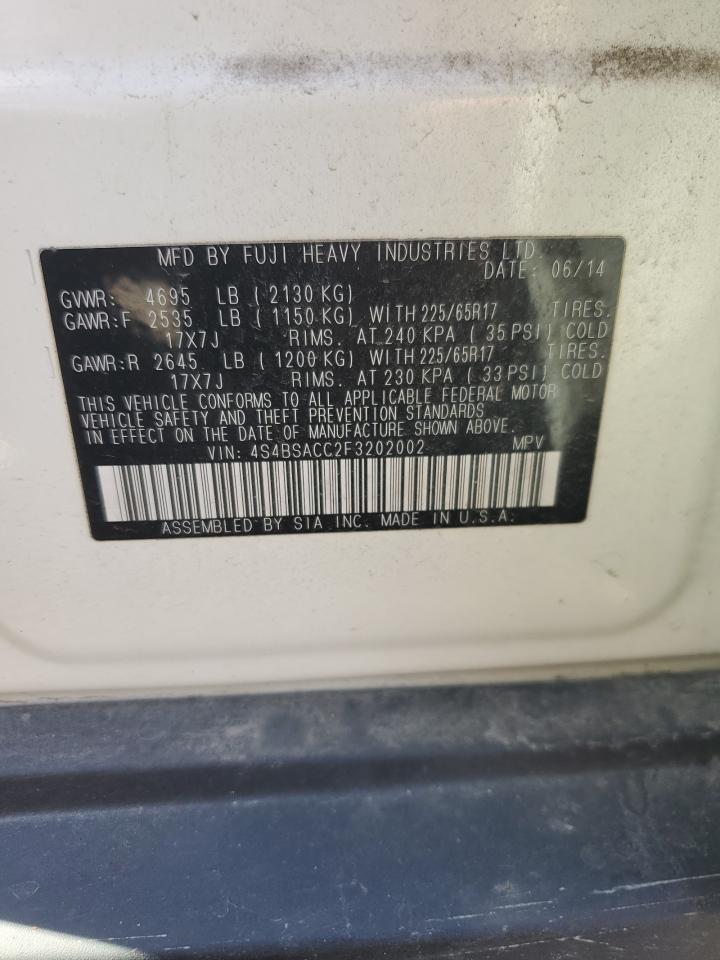 MFD BY FUJI HEAVY INDUSTRIES LTD.
DATE: 06/14
GVWR: 4695 LB ( 2130 KG)
GAWR:F 2535 LB ( 1150 KG) WITH 225/65R17 TIRES.
17X7J RIMS. AT 240 KPA ( 35 PSI) COLD
GAWR:R 2645 LB ( 1200 KG) WITH 225/65R17 TIRES.
17X7J RIMS. AT 230 KPA ( 33 PSI) COLD
THIS VEHICLE CONFORMS TO ALL APPLICABLE FEDERAL MOTOR
VEHICLE SAFETY AND THEFT PREVENTION STANDARDS
IN EFFECT ON THE DATE OF MANUFACTURE SHOWN ABOVE.
VIN: 4S4BSACC2F3202002 MPV
ASSEMBLED BY SIA INC. MADE IN U.S.A.